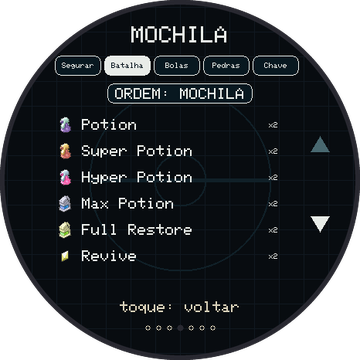 MOCHILA
Segurar Batalha Bolas Pedras Chave
ORDEM: MOCHILA
Potion x2
Super Potion x2
Hyper Potion x2
Max Potion x2
Full Restore x2
Revive x2
toque: voltar